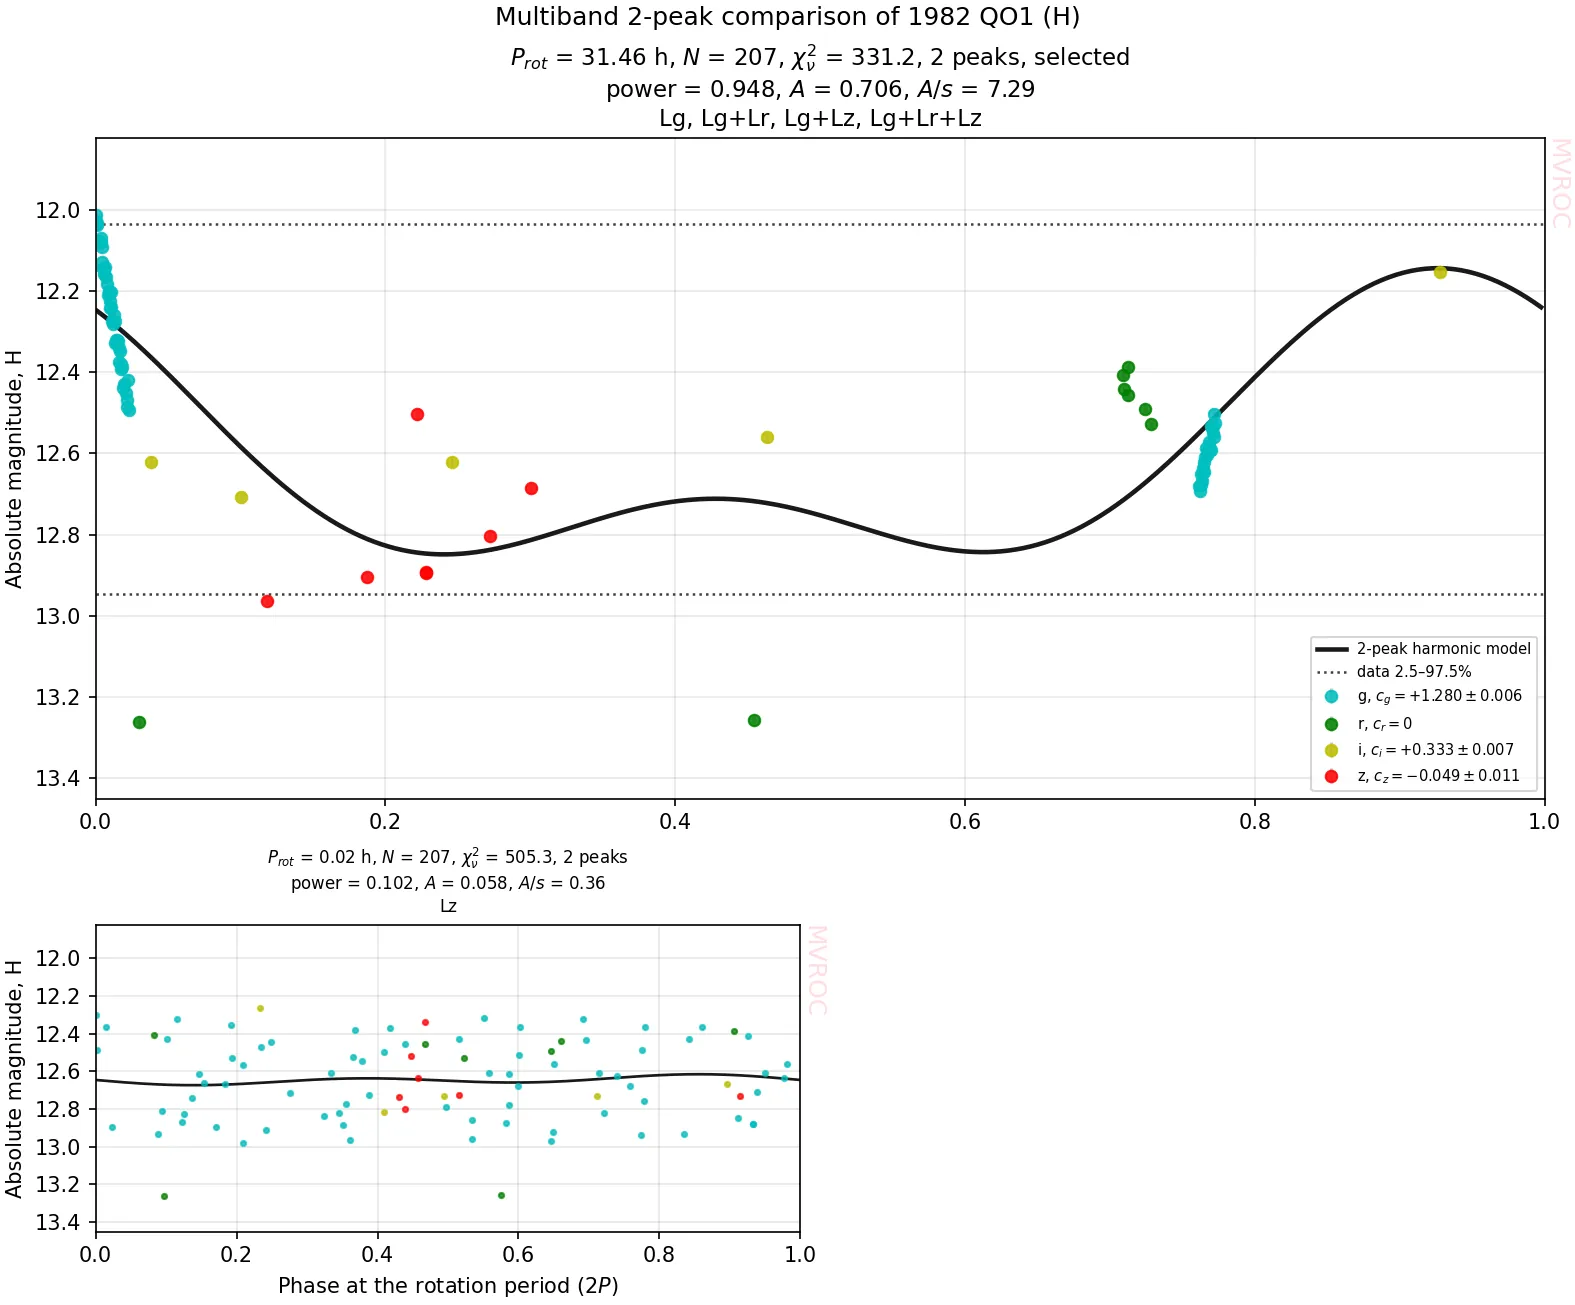 Multiband 2-peak comparison of 1982 QO1 (H)
P_rot = 31.46 h, N = 207, χ²_ν = 331.2, 2 peaks, selected
power = 0.948, A = 0.706, A/s = 7.29
Lg, Lg+Lr, Lg+Lz, Lg+Lr+Lz
MVROC
Absolute magnitude, H
12.0
12.2
12.4
12.6
12.8
13.0
13.2
13.4
2-peak harmonic model
data 2.5–97.5%
g, c_g = +1.280 ± 0.006
r, c_r = 0
i, c_i = +0.333 ± 0.007
z, c_z = −0.049 ± 0.011
0.0 0.2 0.4 0.6 0.8 1.0
P_rot = 0.02 h, N = 207, χ²_ν = 505.3, 2 peaks
power = 0.102, A = 0.058, A/s = 0.36
Lz
MVROC
Absolute magnitude, H
12.0
12.2
12.4
12.6
12.8
13.0
13.2
13.4
0.0 0.2 0.4 0.6 0.8 1.0
Phase at the rotation period (2P)